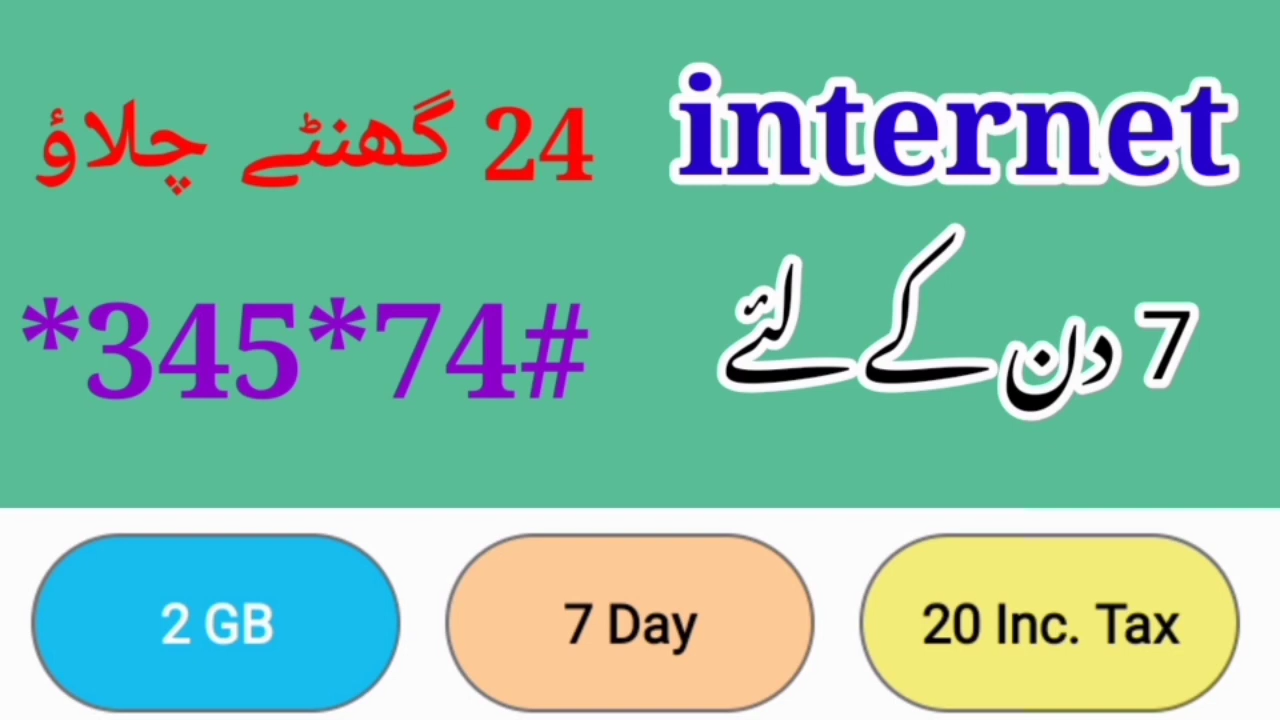 internet
24 گھنٹے چلاؤ
7 دن کے لئے
*345*74#
2 GB
7 Day
20 Inc. Tax